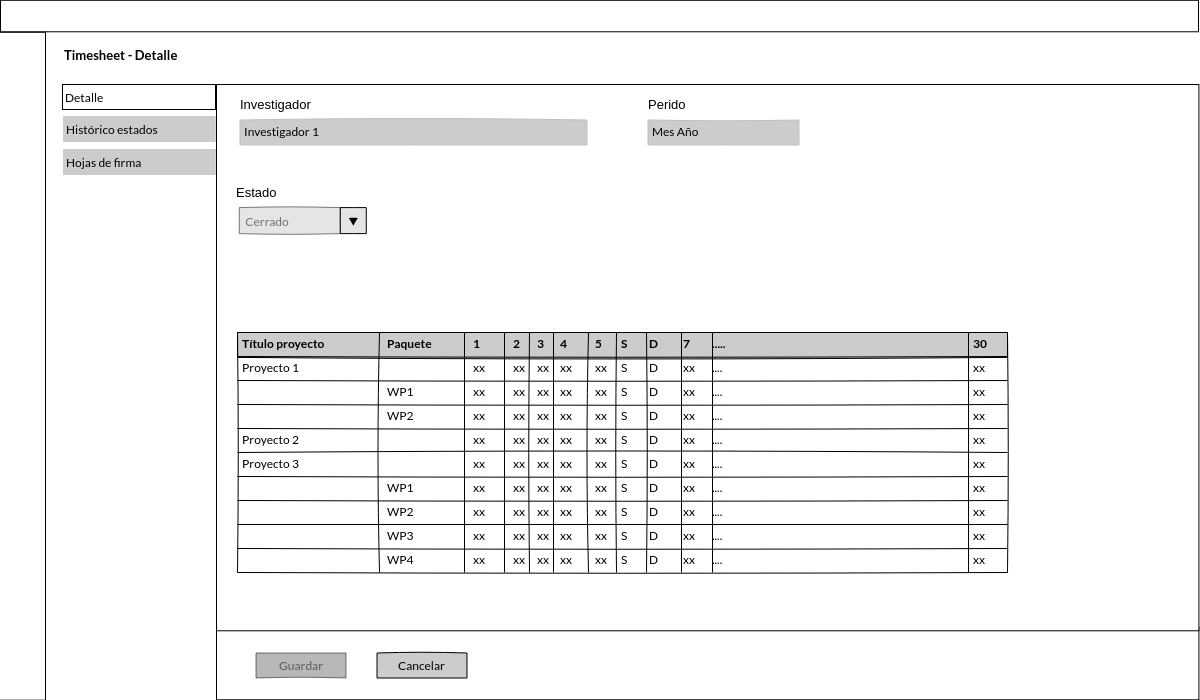 Timesheet - Detalle
Detalle
Histórico estados
Hojas de firma
Investigador Perido
Investigador 1 Mes Año
Estado
Cerrado ▼
Título proyecto Paquete 1 2 3 4 5 S D 7 ..... 30
Proyecto 1 xx xx xx xx xx S D xx .... xx
WP1 xx xx xx xx xx S D xx .... xx
WP2 xx xx xx xx xx S D xx .... xx
Proyecto 2 xx xx xx xx xx S D xx .... xx
Proyecto 3 xx xx xx xx xx S D xx .... xx
WP1 xx xx xx xx xx S D xx .... xx
WP2 xx xx xx xx xx S D xx .... xx
WP3 xx xx xx xx xx S D xx .... xx
WP4 xx xx xx xx xx S D xx .... xx
Guardar Cancelar